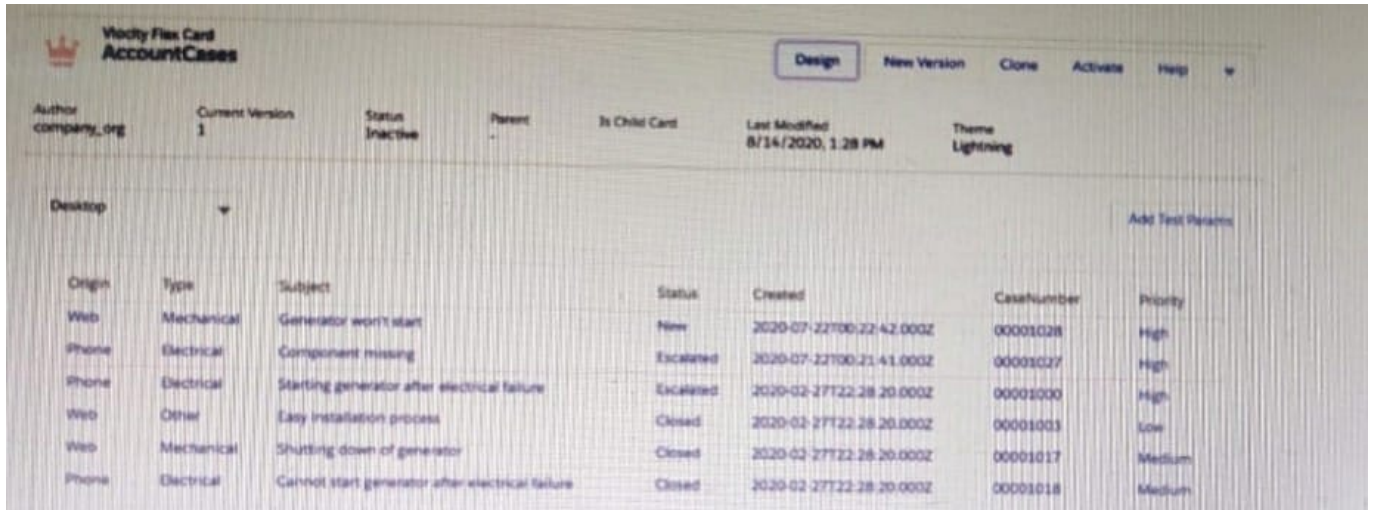 Vlocity Flex Card
AccountCases
Design New Version Clone Activate Help
Author Current Version Status Parent Is Child Card Last Modified Theme
company_org 1 Inactive - 8/14/2020, 1:28 PM Lightning
Desktop
Add Test Params
Origin Type Subject Status Created CaseNumber Priority
Web Mechanical Generator won't start New 2020-07-22T00:22:42.000Z 00001028 High
Phone Electrical Component missing Escalated 2020-07-22T00:21:41.000Z 00001027 High
Phone Electrical Starting generator after electrical failure Escalated 2020-02-27T22:28:20.000Z 00001000 High
Web Other Easy installation process Closed 2020-02-27T22:28:20.000Z 00001003 Low
Web Mechanical Shutting down of generator Closed 2020-02-27T22:28:20.000Z 00001017 Medium
Phone Electrical Cannot start generator after electrical failure Closed 2020-02-27T22:28:20.000Z 00001018 Medium